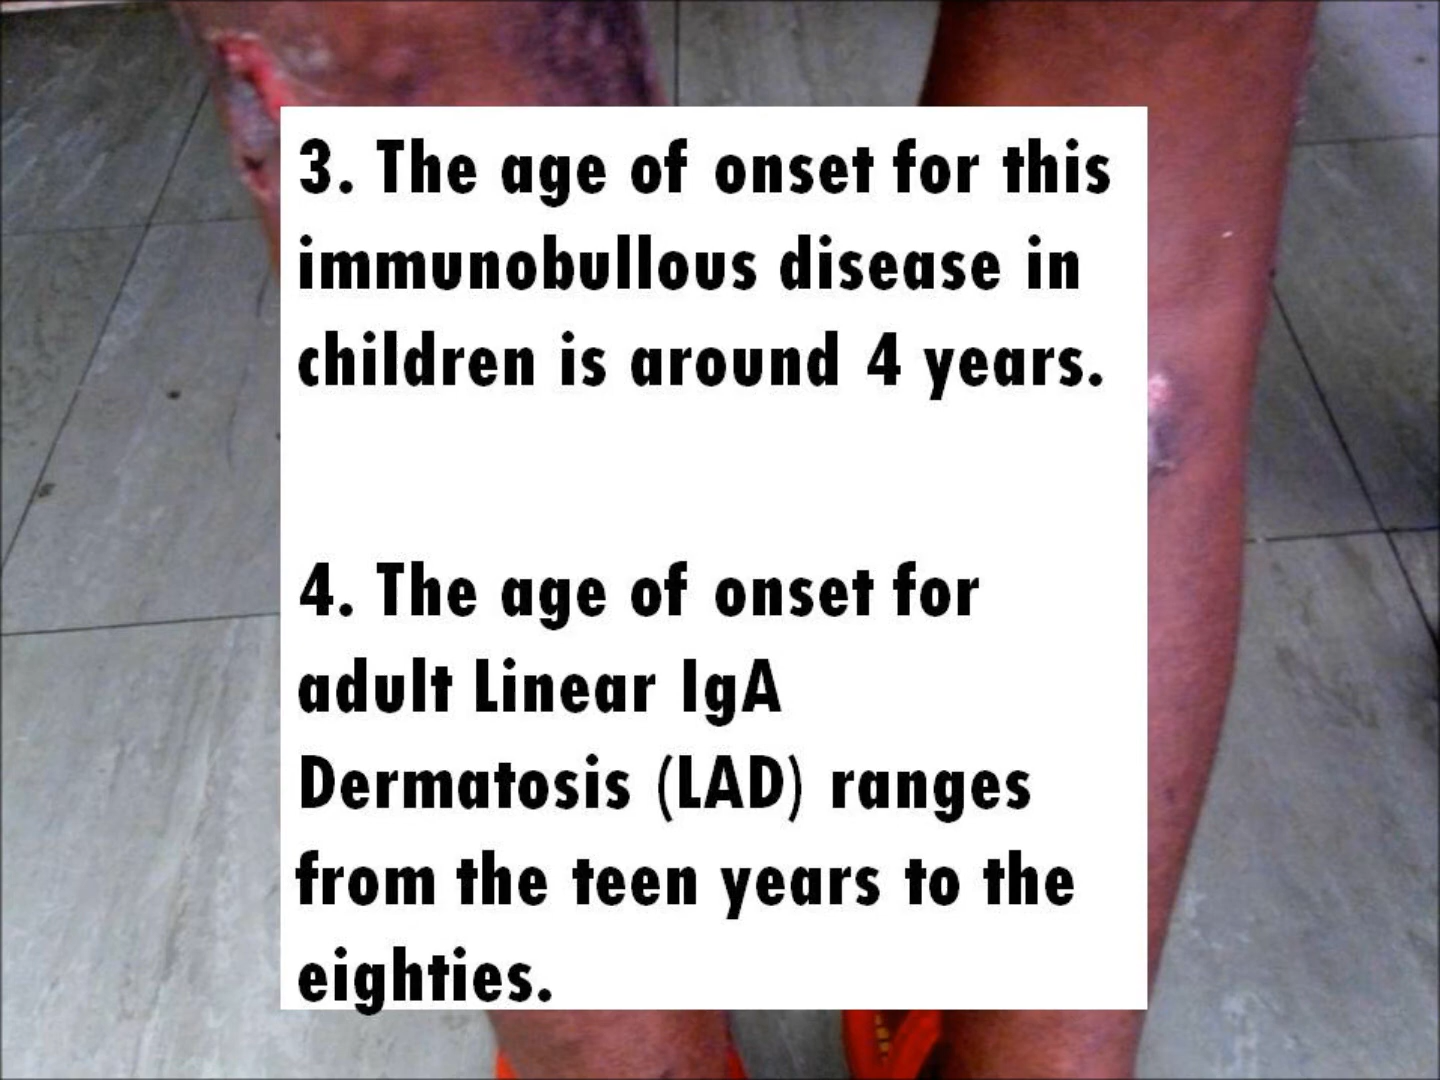 3. The age of onset for this
immunobullous disease in
children is around 4 years.
4. The age of onset for
adult Linear IgA
Dermatosis (LAD) ranges
from the teen years to the
eighties.